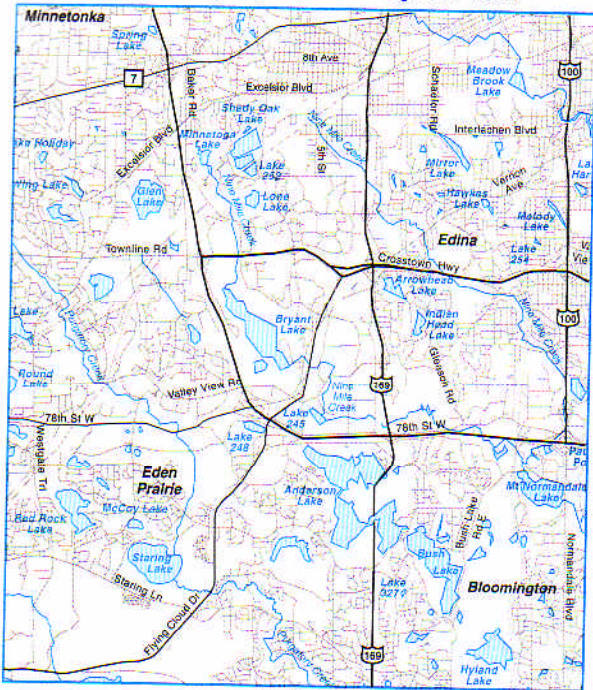 Minnetonka
Spring
Lake
7
Baker Rd
8th Ave
Excelsior Blvd
Shady Oak
Lake
Minnetoga
Lake
Excelsior Blvd
Lake
252
Lone
Lake
Nine Mile Creek
5th St
Nine Mile Creek
Schaefer Rd
Meadow
Brook
Lake
100
Interlachen Blvd
Mirror
Lake
Vernon
Ave
Hawkes
Lake
Melody
Lake
Lake
254
Edina
Glen
Lake
Townline Rd
Crosstown Hwy
Arrowhead
Lake
Indian
Head
Lake
Gleason Rd
Nine Mile Creek
100
Bryant
Lake
Purgatory Creek
Lake
Round
Lake
Valley View Rd
Nine
Mile
Creek
169
78th St W
78th St W
Lake
245
Lake
248
Westgate Trl
Eden
Prairie
McCoy Lake
Red Rock
Lake
Staring
Lake
Staring Ln
Flying Cloud Dr
Anderson
Lake
Bush Lake
Rd E
Bush
Lake
Mt Normandale
Lake
Normandale Blvd
Bloomington
Lake
Hyland
Lake
Purgatory Creek
169